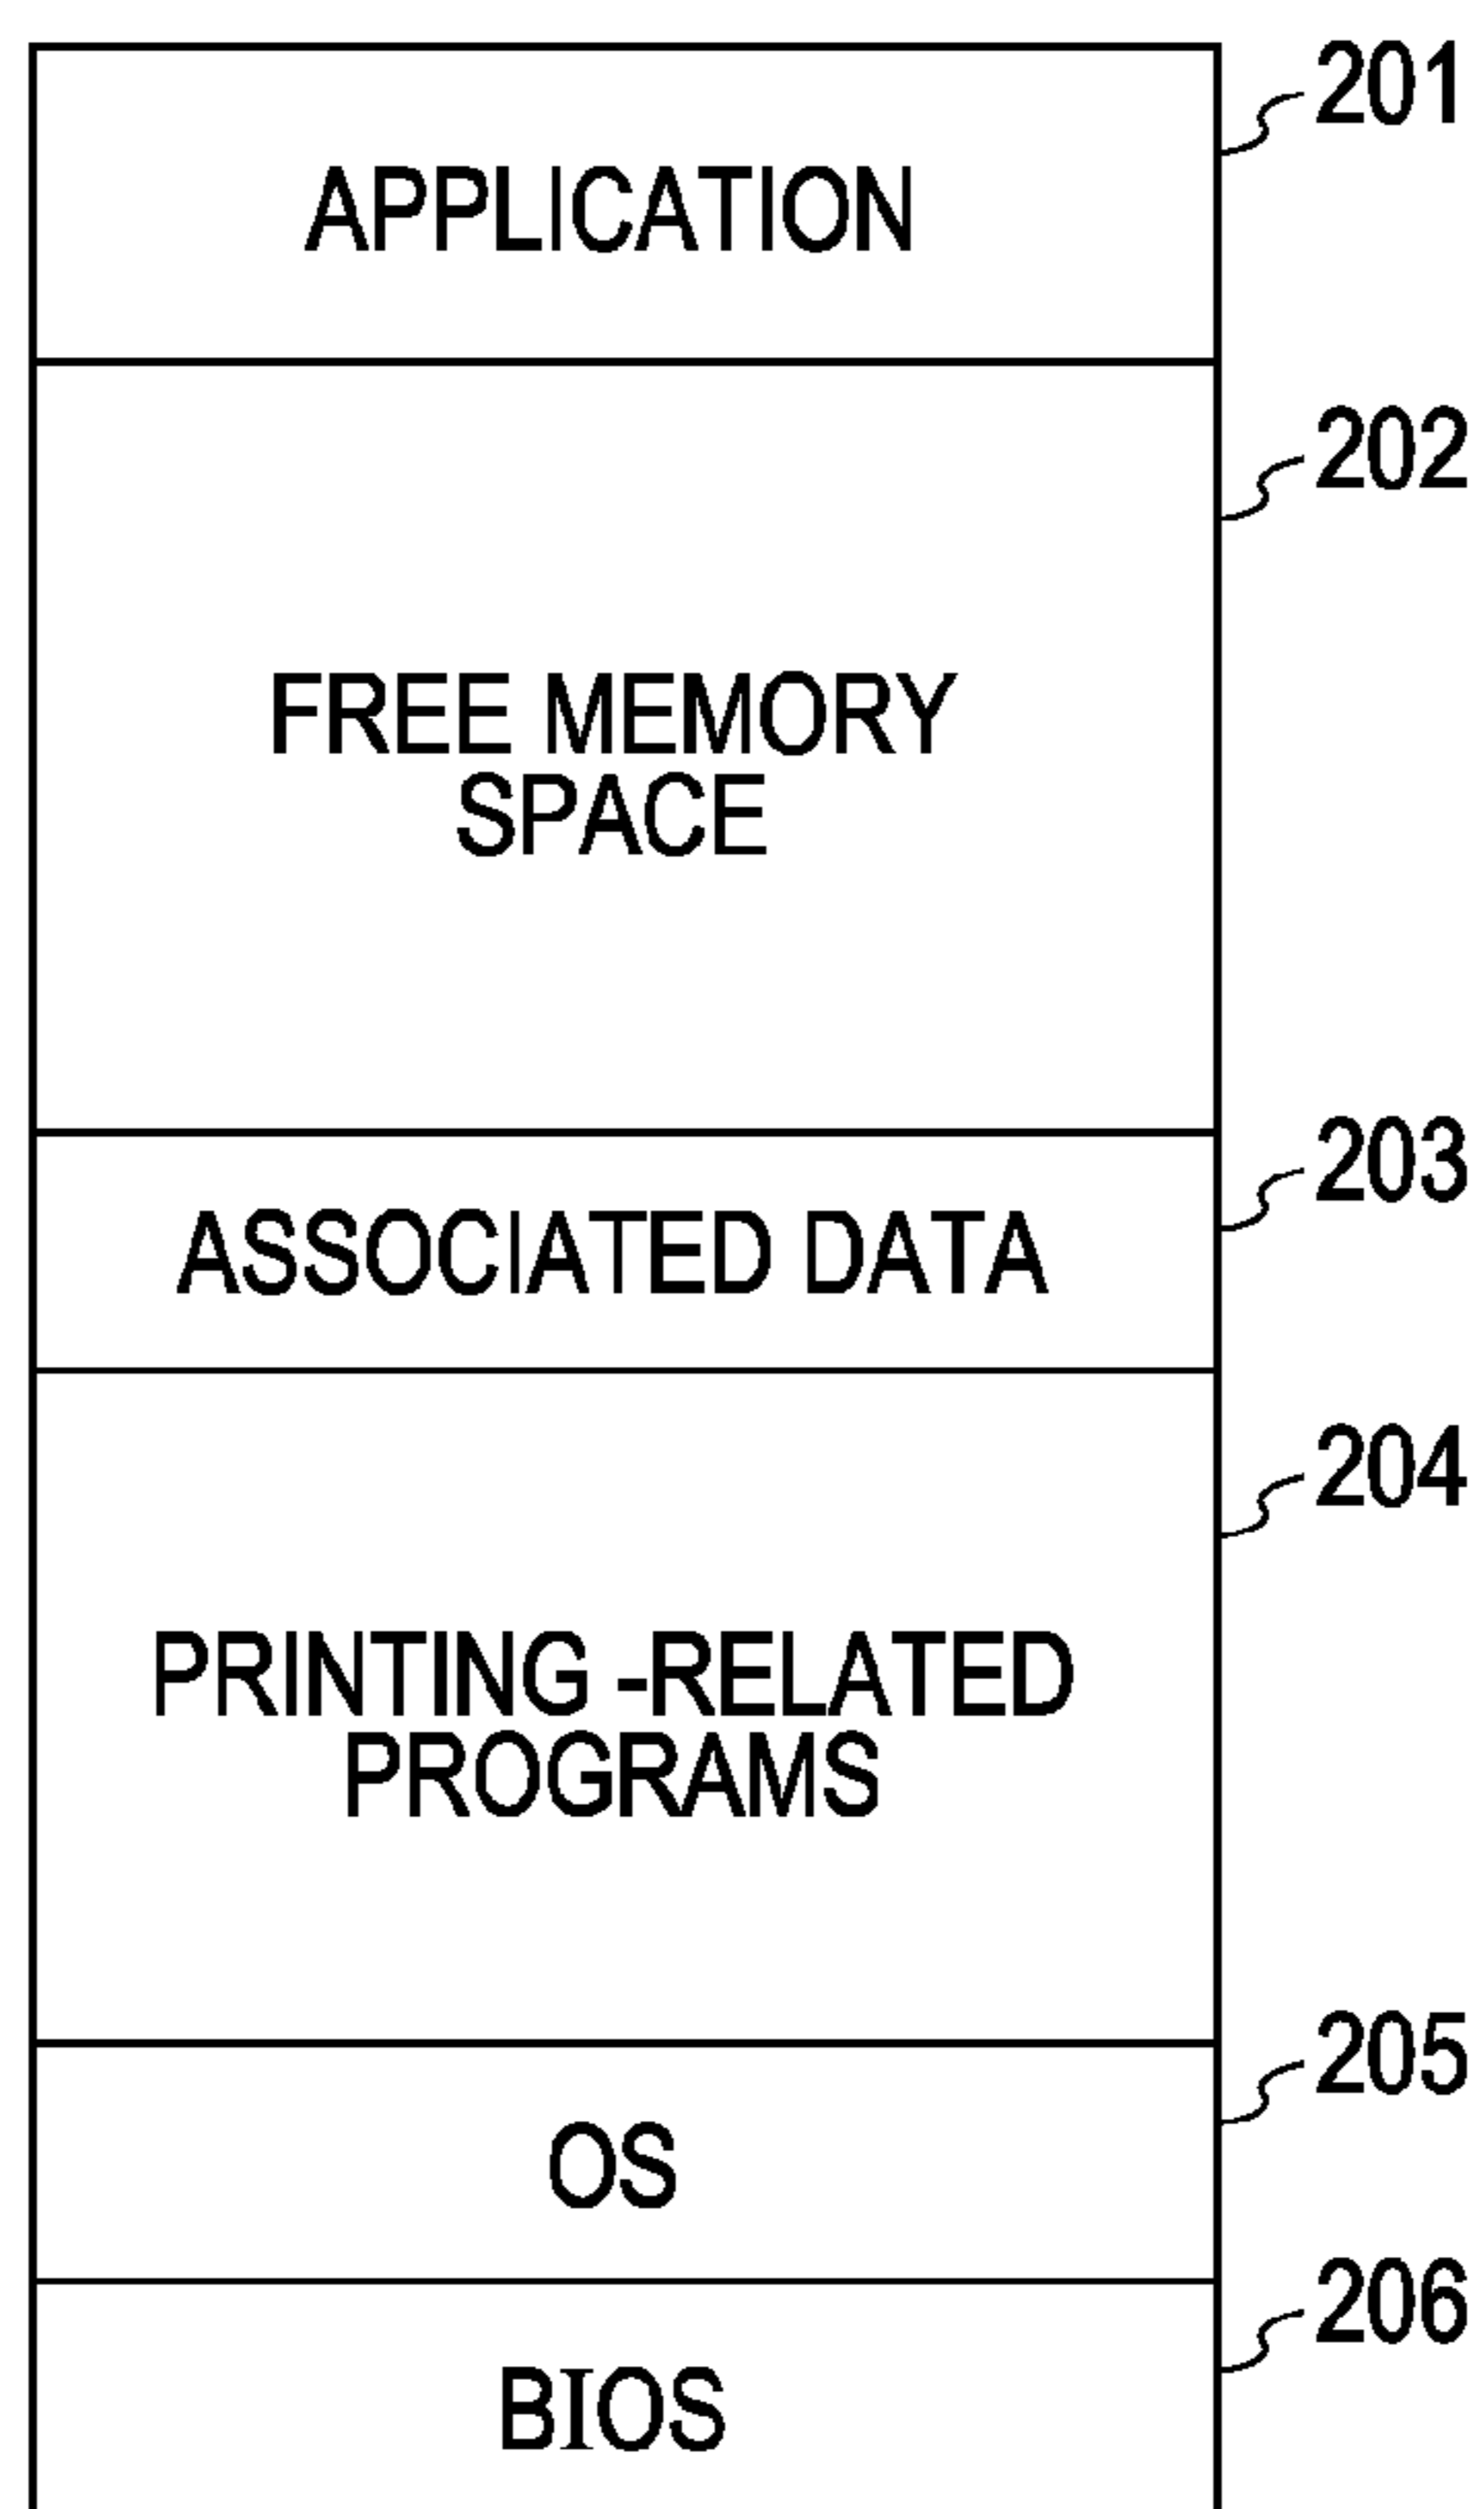 201
APPLICATION
202
FREE MEMORY
SPACE
203
ASSOCIATED DATA
204
PRINTING -RELATED
PROGRAMS
205
OS
206
BIOS